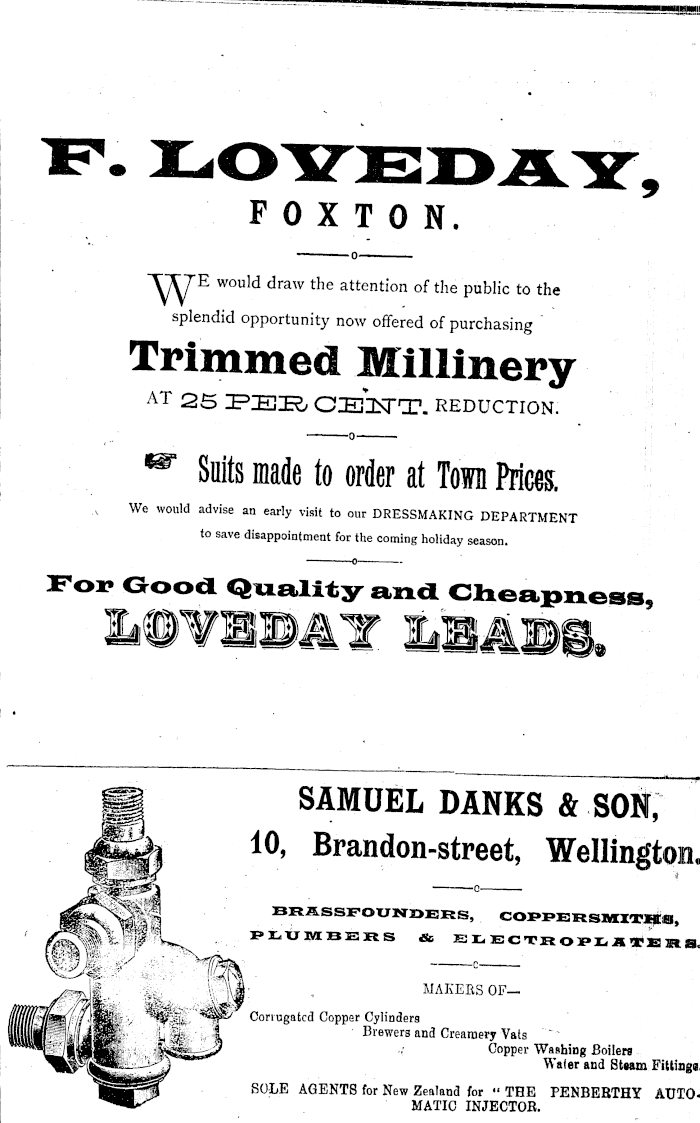 F. LOVEDAY,
FOXTON.
WE would draw the attention of the public to the
splendid opportunity now offered of purchasing
Trimmed Millinery
AT 25 PER CENT. REDUCTION.
Suits made to order at Town Prices.
We would advise an early visit to our DRESSMAKING DEPARTMENT
to save disappointment for the coming holiday season.
For Good Quality and Cheapness,
LOVEDAY LEADS.
SAMUEL DANKS & SON,
10, Brandon-street, Wellington.
BRASSFOUNDERS, COPPERSMITHS,
PLUMBERS & ELECTROPLATERS.
MAKERS OF—
Corrugated Copper Cylinders
Brewers and Creamery Vats
Copper Washing Boilers
Water and Steam Fittings.
SOLE AGENTS for New Zealand for "THE PENBERTHY AUTO-
MATIC INJECTOR.